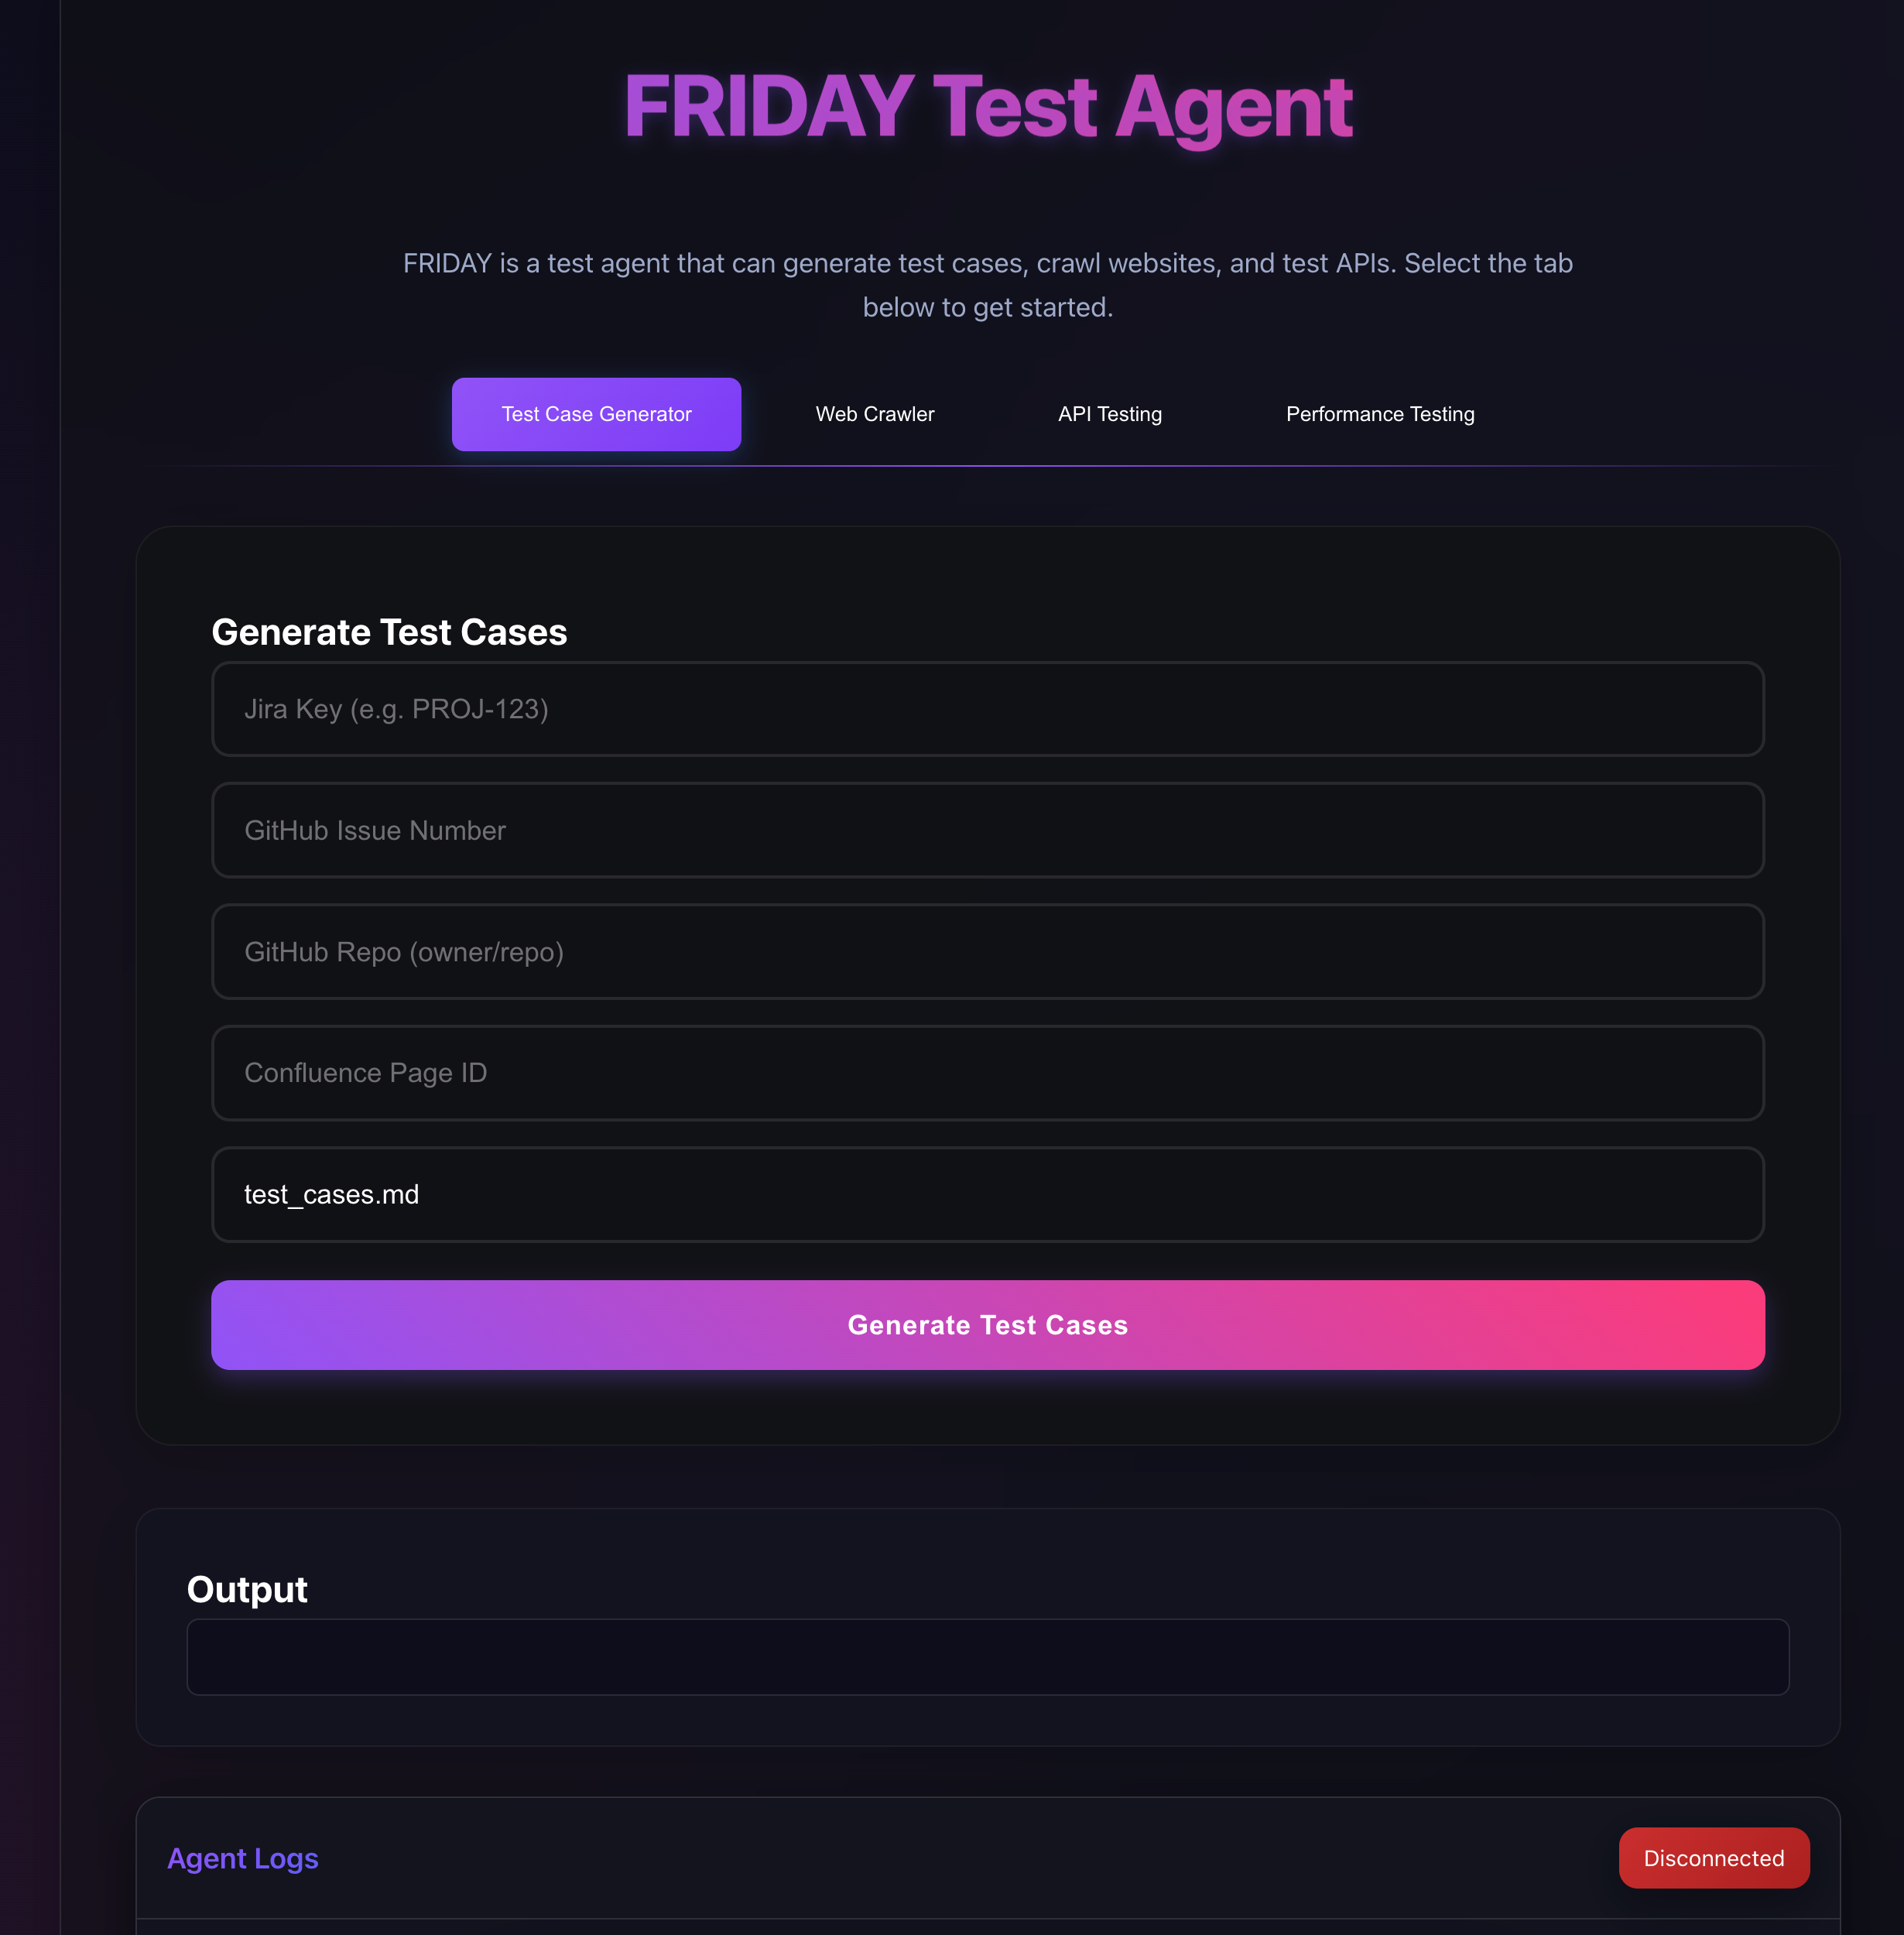 FRIDAY Test Agent
FRIDAY is a test agent that can generate test cases, crawl websites, and test APIs. Select the tab
below to get started.
Test Case Generator
Web Crawler
API Testing
Performance Testing
Generate Test Cases
Jira Key (e.g. PROJ-123)
GitHub Issue Number
GitHub Repo (owner/repo)
Confluence Page ID
test_cases.md
Generate Test Cases
Output
Agent Logs
Disconnected